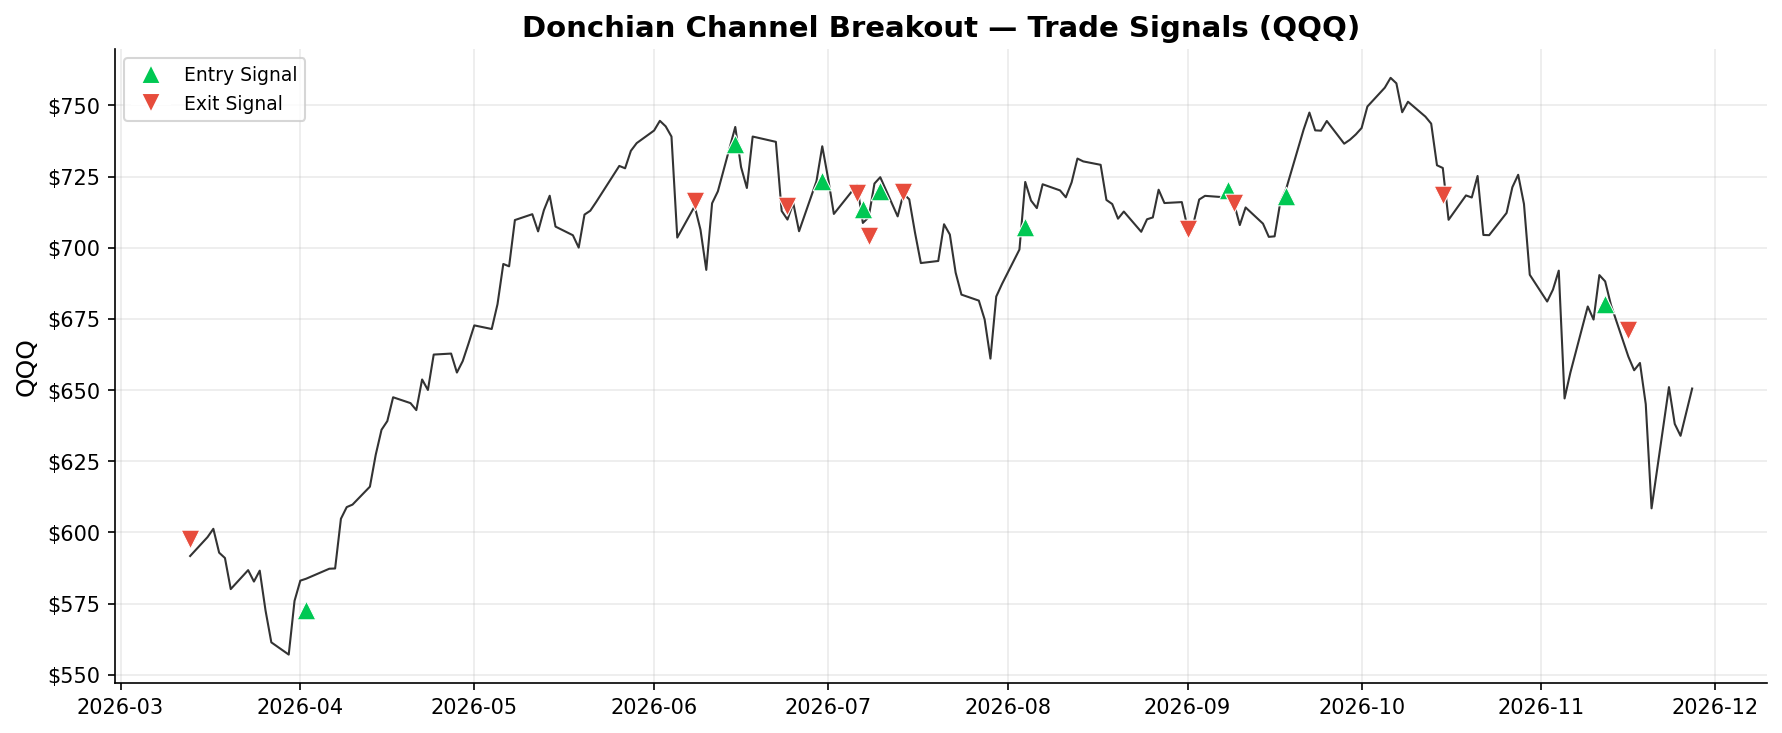 Donchian Channel Breakout — Trade Signals (QQQ)
Entry Signal
Exit Signal
QQQ
$750
$725
$700
$675
$650
$625
$600
$575
$550
2026-03 2026-04 2026-05 2026-06 2026-07 2026-08 2026-09 2026-10 2026-11 2026-12